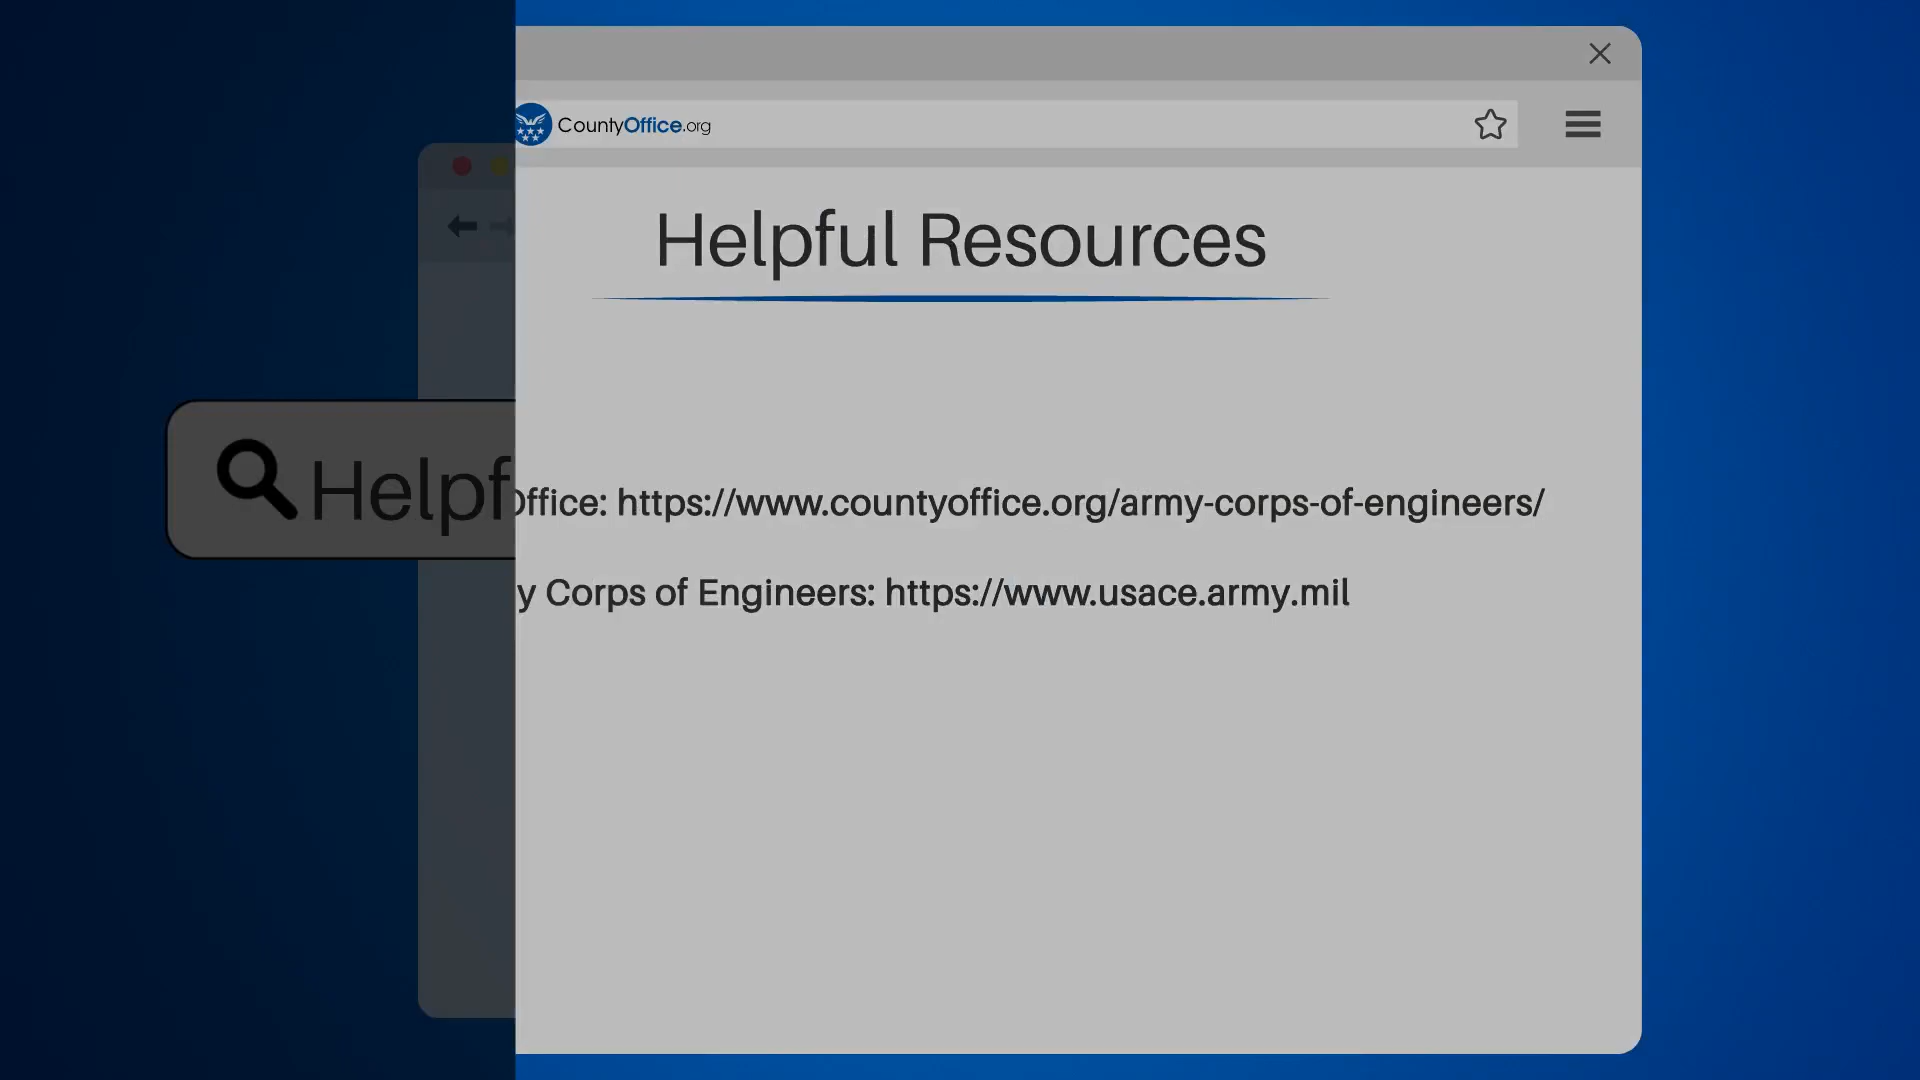 CountyOffice.org
Helpful Resources
Helpf
Office: https://www.countyoffice.org/army-corps-of-engineers/
y Corps of Engineers: https://www.usace.army.mil